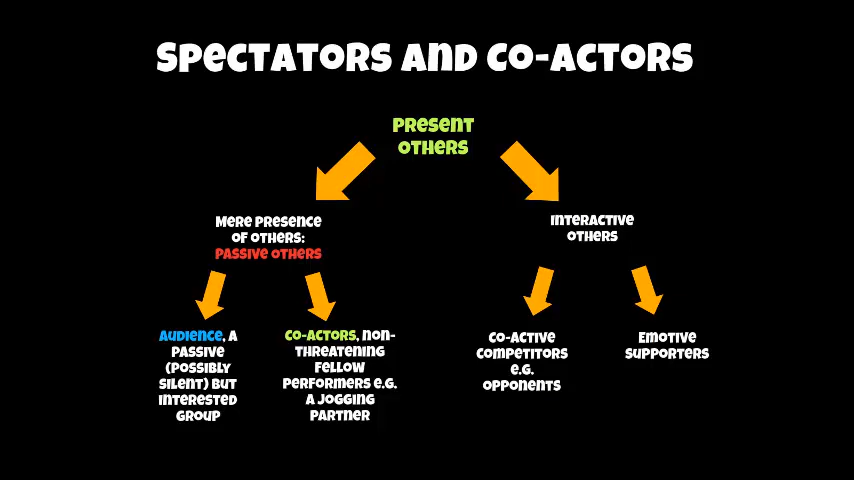 Spectators and Co-actors
Present
Others
Mere presence
of others:
Passive others
Interactive
others
Audience, a
passive
(possibly
silent) but
interested
group
Co-actors, non-
threatening
fellow
performers e.g.
a jogging
partner
Co-active
competitors
e.g.
opponents
Emotive
supporters